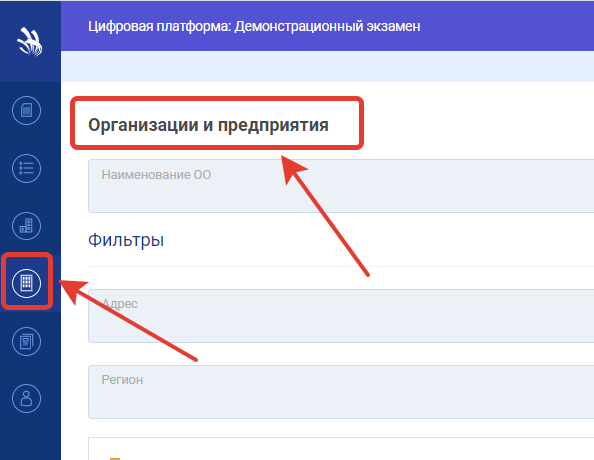 Цифровая платформа: Демонстрационный экзамен
Организации и предприятия
Наименование ОО
Фильтры
Адрес
Регион